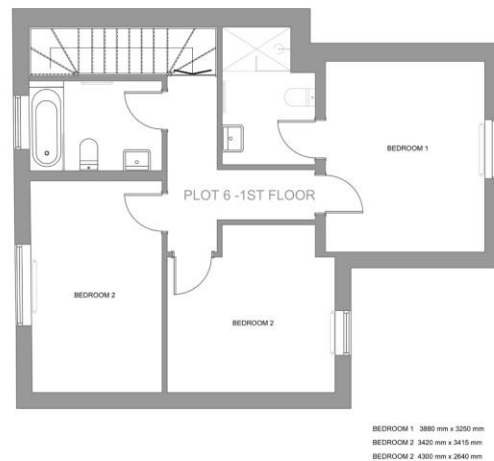 BEDROOM 1
PLOT 6 -1ST FLOOR
BEDROOM 2
BEDROOM 2
BEDROOM 1 3880 mm x 3250 mm
BEDROOM 2 3420 mm x 3415 mm
BEDROOM 2 4300 mm x 2640 mm